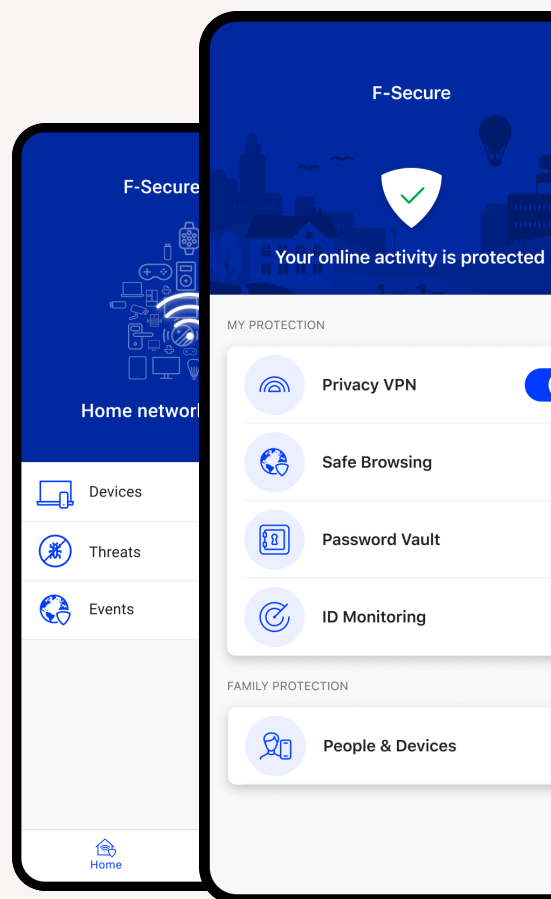 F-Secure
Home networ
Devices
Threats
Events
Home
F-Secure
Your online activity is protected
MY PROTECTION
Privacy VPN
Safe Browsing
Password Vault
ID Monitoring
FAMILY PROTECTION
People & Devices